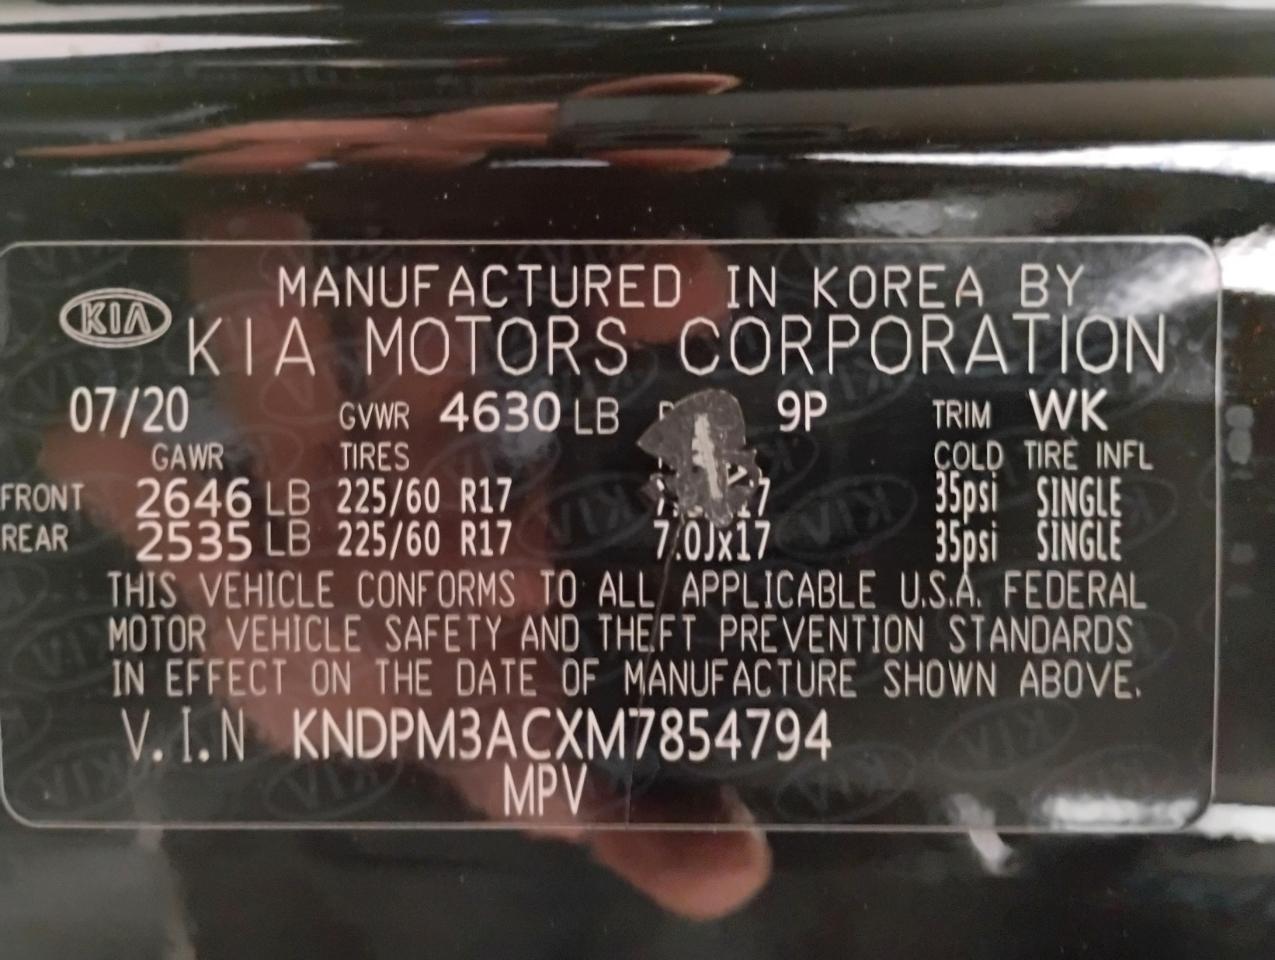 MANUFACTURED IN KOREA BY
KIA KIA MOTORS CORPORATION
07/20 GVWR 4630 LB 9P TRIM WK
GAWR TIRES COLD TIRE INFL
FRONT 2646 LB 225/60 R17 35psi SINGLE
REAR 2535 LB 225/60 R17 7.0Jx17 35psi SINGLE
THIS VEHICLE CONFORMS TO ALL APPLICABLE U.S.A. FEDERAL
MOTOR VEHICLE SAFETY AND THEFT PREVENTION STANDARDS
IN EFFECT ON THE DATE OF MANUFACTURE SHOWN ABOVE.
V.I.N KNDPM3ACXM7854794
MPV